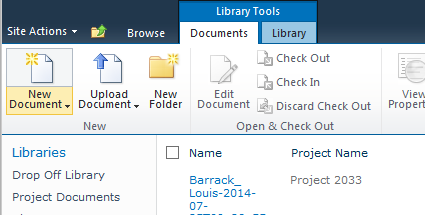 Library Tools
Site Actions
Browse
Documents
Library
New
Document
Upload
Document
New
Folder
Edit
Document
Check Out
Check In
Discard Check Out
View
Propert
New
Open & Check Out
Libraries
Drop Off Library
Project Documents
Name
Project Name
Barrack_
Louis-2014-
07-
Project 2033